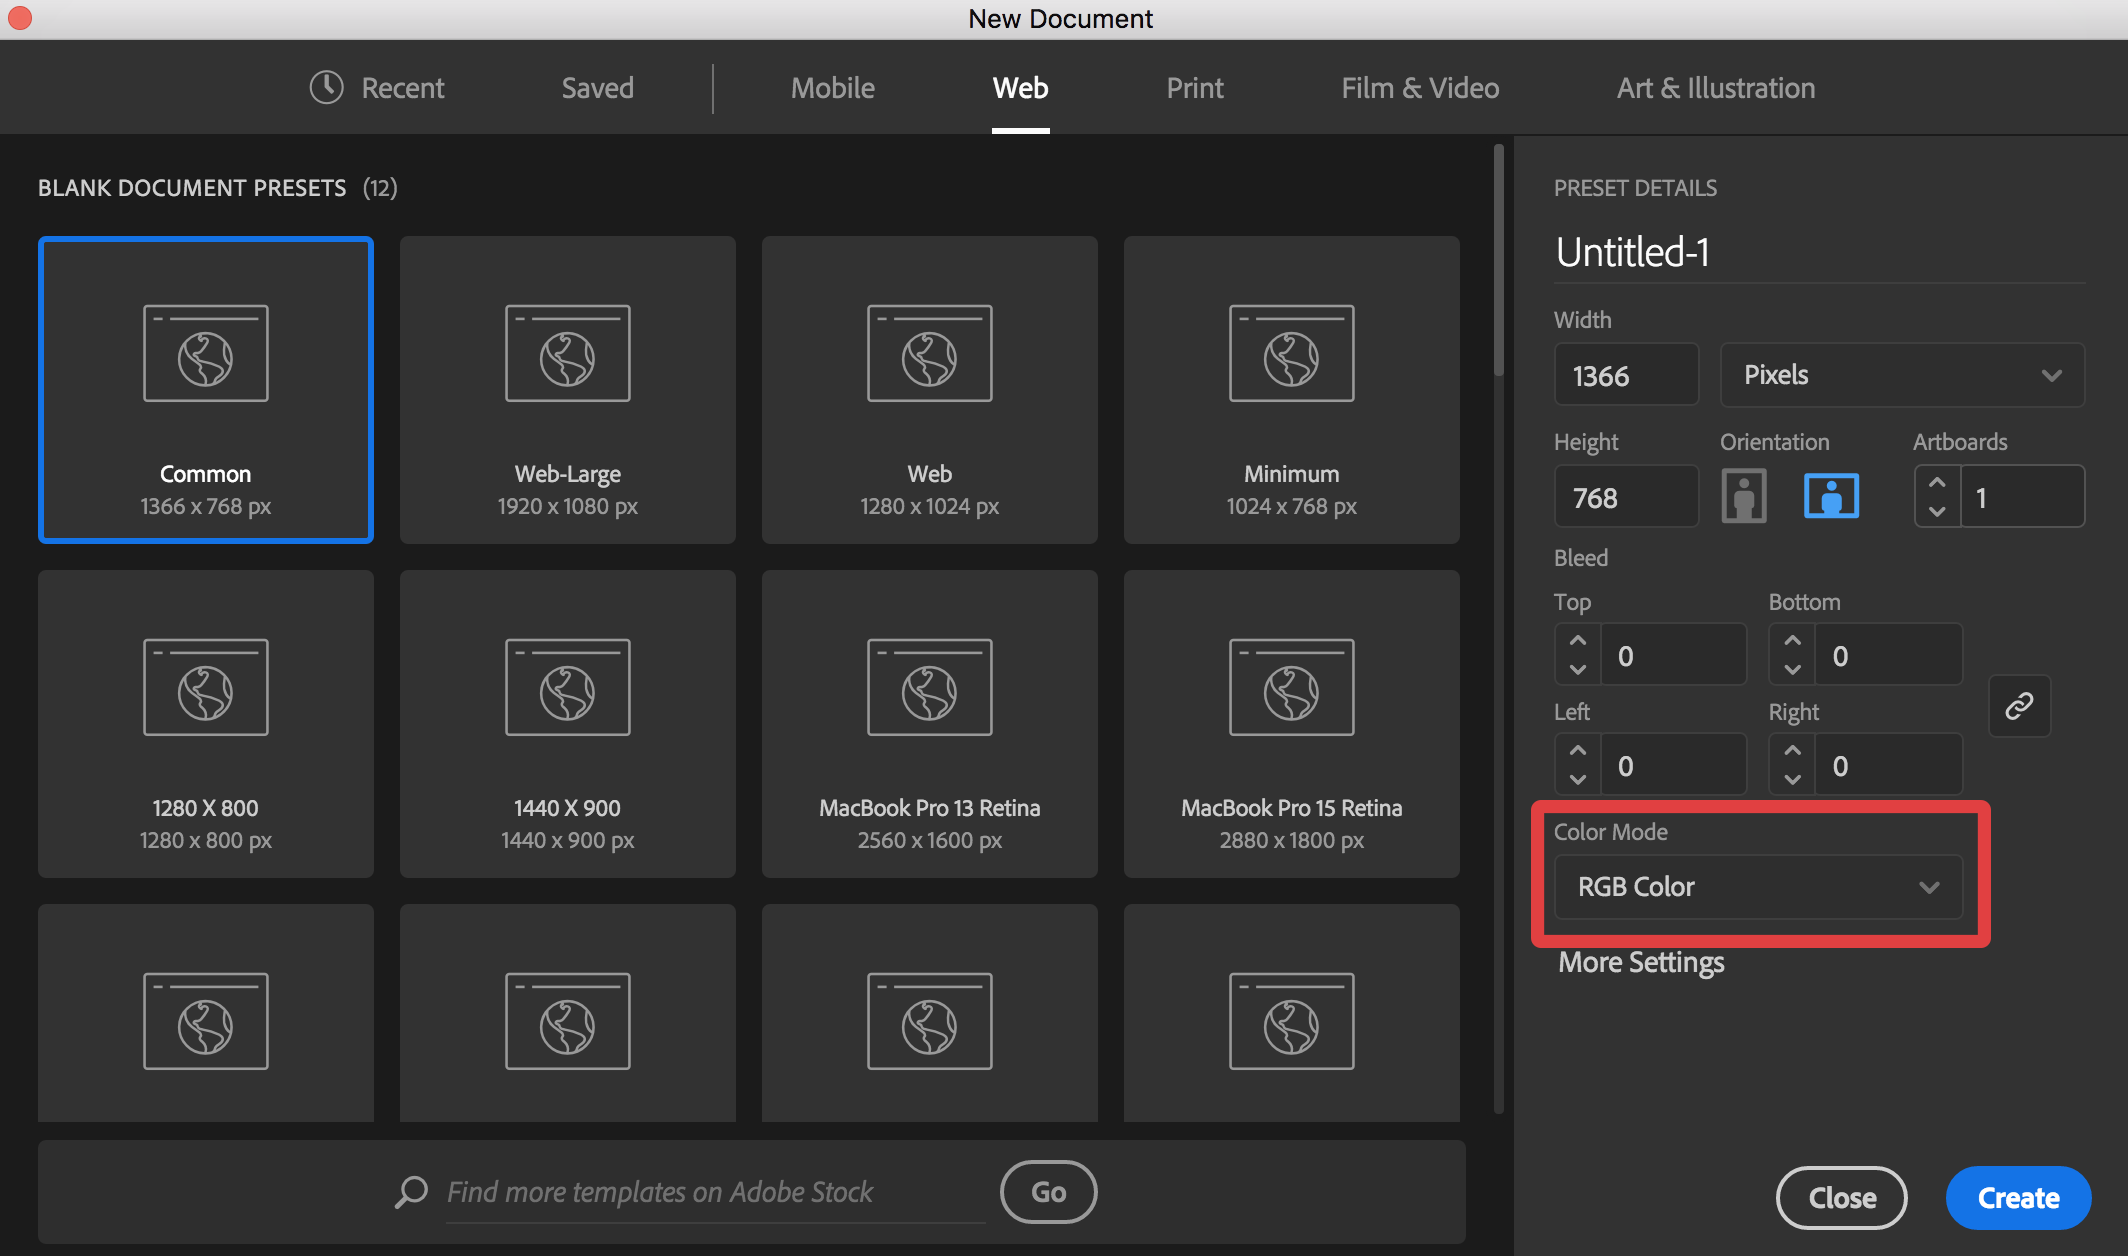 New Document
Recent Saved Mobile Web Print Film & Video Art & Illustration
BLANK DOCUMENT PRESETS (12)
Common
1366 x 768 px
Web-Large
1920 x 1080 px
Web
1280 x 1024 px
Minimum
1024 x 768 px
1280 X 800
1280 x 800 px
1440 X 900
1440 x 900 px
MacBook Pro 13 Retina
2560 x 1600 px
MacBook Pro 15 Retina
2880 x 1800 px
Find more templates on Adobe Stock
Go
PRESET DETAILS
Untitled-1
Width
1366 Pixels
Height Orientation Artboards
768 1
Bleed
Top Bottom
0 0
Left Right
0 0
Color Mode
RGB Color
More Settings
Close Create